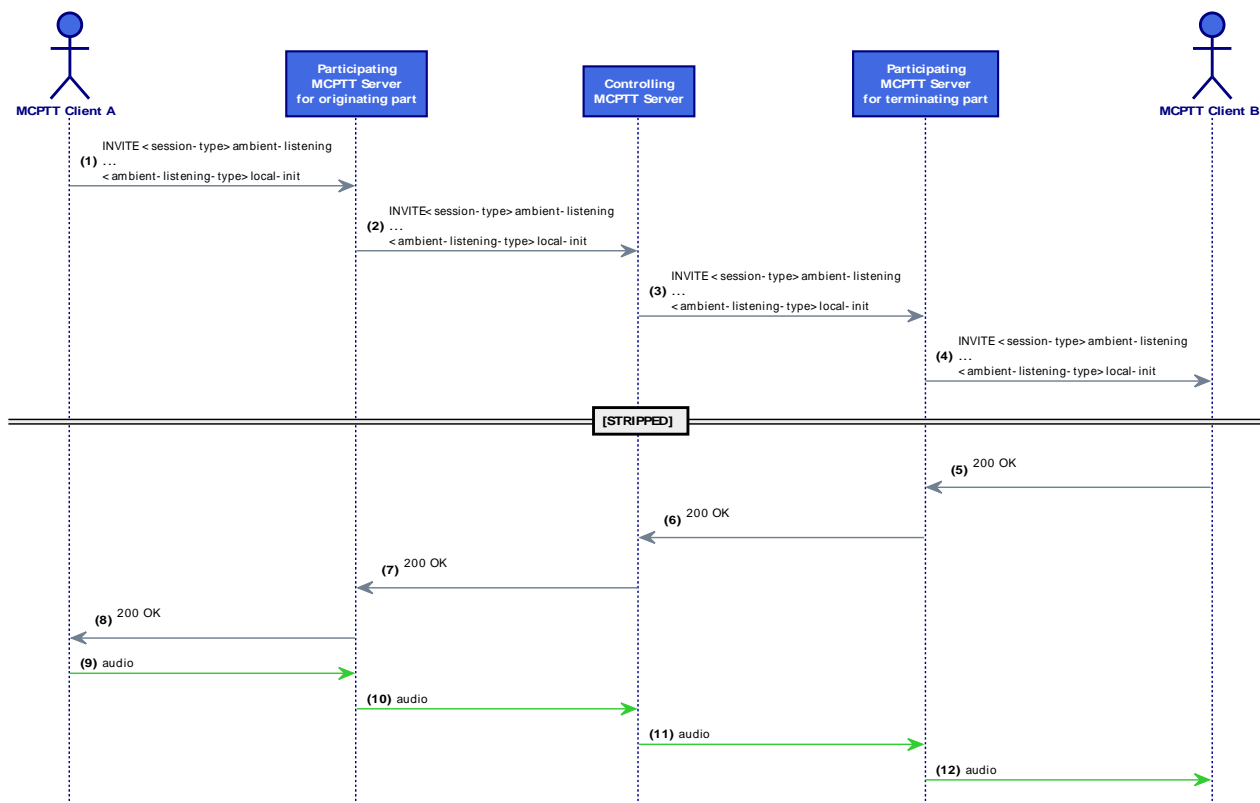 MCPTT Client A
Participating
MCPTT Server
for originating part
Controlling
MCPTT Server
Participating
MCPTT Server
for terminating part
MCPTT Client B
INVITE <session-type>ambient-listening
(1) ...
<ambient-listening-type>local-init
INVITE<session-type>ambient-listening
(2) ...
<ambient-listening-type>local-init
INVITE <session-type>ambient-listening
(3) ...
<ambient-listening-type>local-init
INVITE <session-type>ambient-listening
(4) ...
<ambient-listening-type>local-init
[STRIPPED]
(5) 200 OK
(6) 200 OK
(7) 200 OK
(8) 200 OK
(9) audio
(10) audio
(11) audio
(12) audio